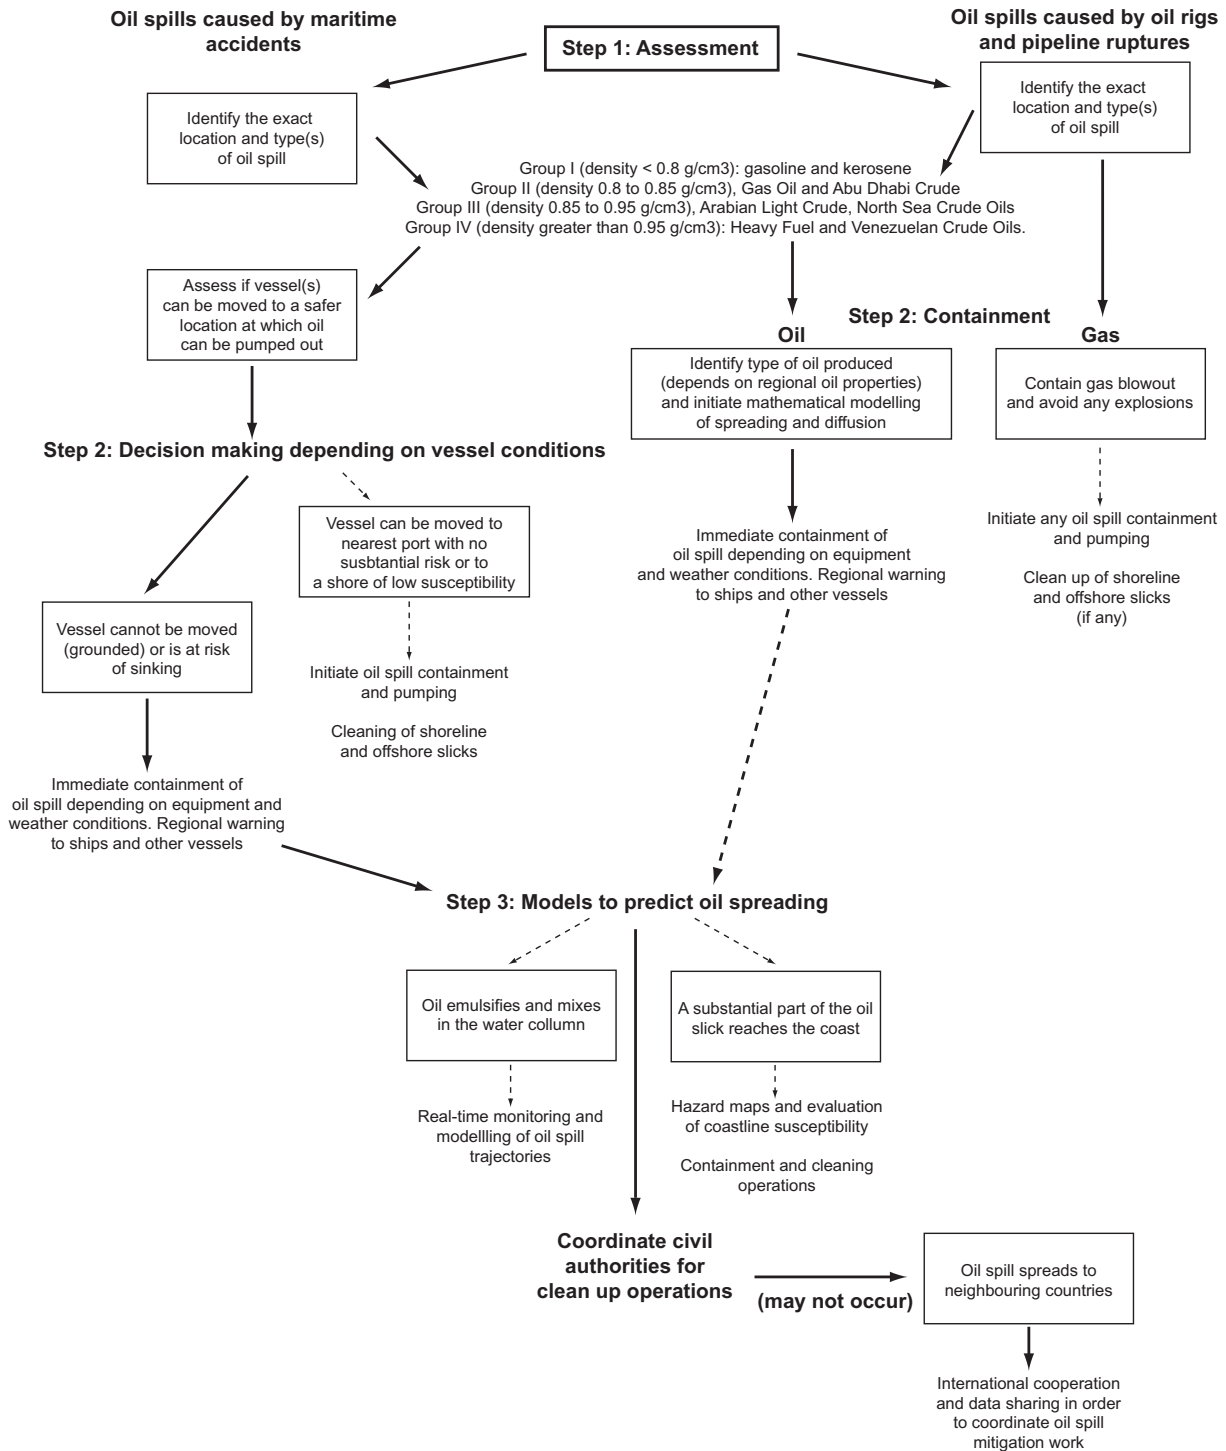 Oil spills caused by maritime
accidents
Step 1: Assessment
Oil spills caused by oil rigs
and pipeline ruptures
Identify the exact
location and type(s)
of oil spill
Identify the exact
location and type(s)
of oil spill
Group I (density < 0.8 g/cm3): gasoline and kerosene
Group II (density 0.8 to 0.85 g/cm3), Gas Oil and Abu Dhabi Crude
Group III (density 0.85 to 0.95 g/cm3), Arabian Light Crude, North Sea Crude Oils
Group IV (density greater than 0.95 g/cm3): Heavy Fuel and Venezuelan Crude Oils.
Assess if vessel(s)
can be moved to a safer
location at which oil
can be pumped out
Step 2: Containment
Oil
Gas
Identify type of oil produced
(depends on regional oil properties)
and initiate mathematical modelling
of spreading and diffusion
Contain gas blowout
and avoid any explosions
Step 2: Decision making depending on vessel conditions
Vessel can be moved to
nearest port with no
susbtantial risk or to
a shore of low susceptibility
Immediate containment of
oil spill depending on equipment
and weather conditions. Regional warning
to ships and other vessels
Initiate any oil spill containment
and pumping
Clean up of shoreline
and offshore slicks
(if any)
Vessel cannot be moved
(grounded) or is at risk
of sinking
Initiate oil spill containment
and pumping
Cleaning of shoreline
and offshore slicks
Immediate containment of
oil spill depending on equipment and
weather conditions. Regional warning
to ships and other vessels
Step 3: Models to predict oil spreading
Oil emulsifies and mixes
in the water collumn
A substantial part of the oil
slick reaches the coast
Real-time monitoring and
modellling of oil spill
trajectories
Hazard maps and evaluation
of coastline susceptibility
Containment and cleaning
operations
Coordinate civil
authorities for
clean up operations
(may not occur)
Oil spill spreads to
neighbouring countries
International cooperation
and data sharing in order
to coordinate oil spill
mitigation work